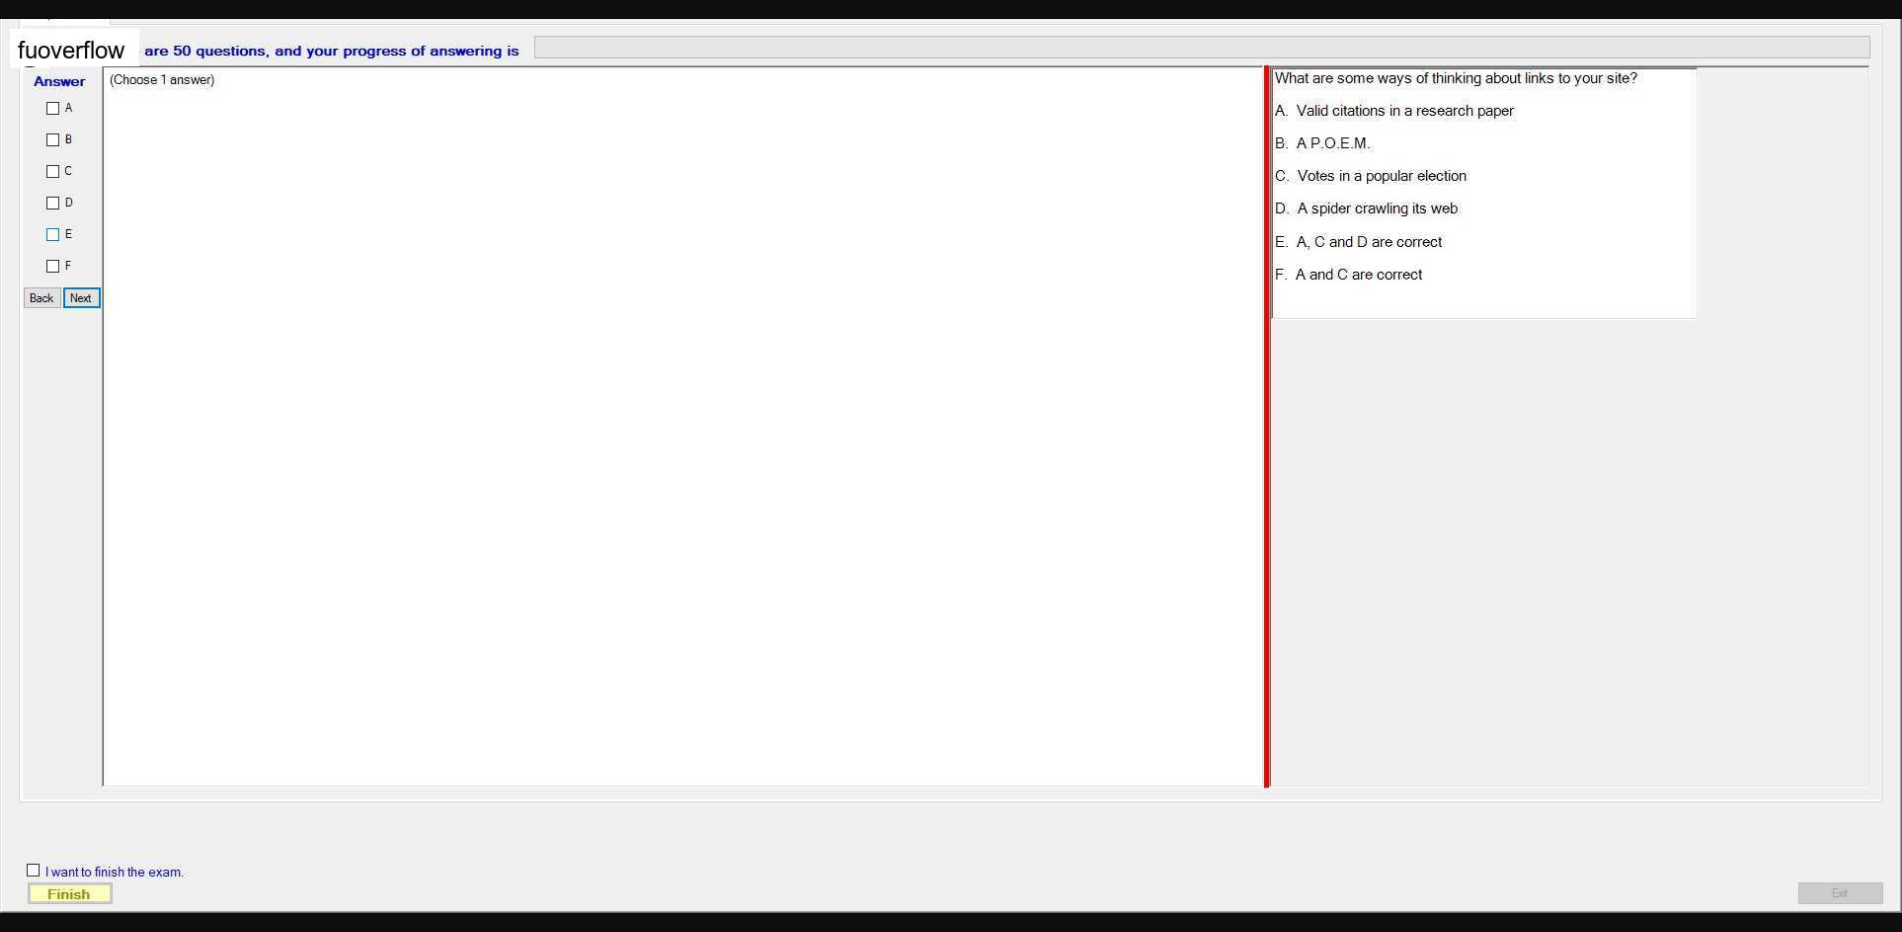 fuoverflow are 50 questions, and your progress of answering is
Answer
(Choose 1 answer)
A
B
C
D
E
F
Back Next
What are some ways of thinking about links to your site?
A. Valid citations in a research paper
B. A P.O.E.M.
C. Votes in a popular election
D. A spider crawling its web
E. A, C and D are correct
F. A and C are correct
I want to finish the exam.
Finish
Exit